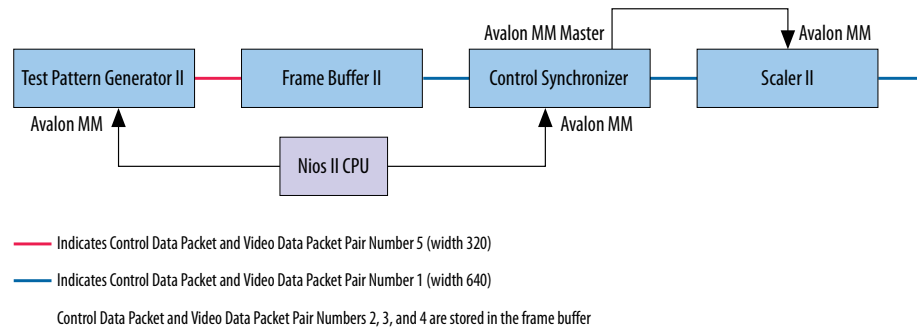 Avalon MM Master
Avalon MM
Test Pattern Generator II
Frame Buffer II
Control Synchronizer
Scaler II
Avalon MM
Avalon MM
Nios II CPU
Indicates Control Data Packet and Video Data Packet Pair Number 5 (width 320)
Indicates Control Data Packet and Video Data Packet Pair Number 1 (width 640)
Control Data Packet and Video Data Packet Pair Numbers 2, 3, and 4 are stored in the frame buffer